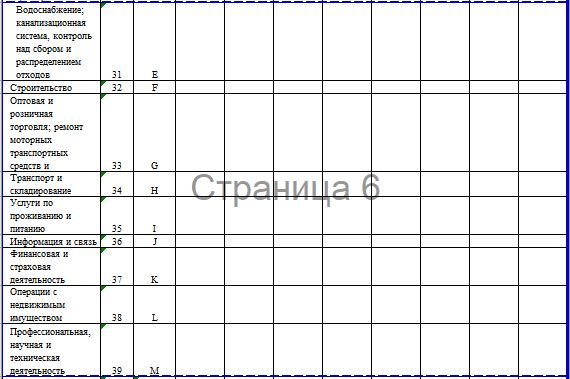 Водоснабжение;
канализационная
система, контроль
над сбором и
распределением
отходов 31 E
Строительство 32 F
Оптовая и
розничная
торговля; ремонт
моторных
транспортных
средств и 33 G
Транспорт и
складирование 34 H
Страница 6
Услуги по
проживанию и
питанию 35 I
Информация и связь 36 J
Финансовая и
страховая
деятельность 37 K
Операции с
недвижимым
имуществом 38 L
Профессиональная,
научная и
техническая
деятельность 39 M